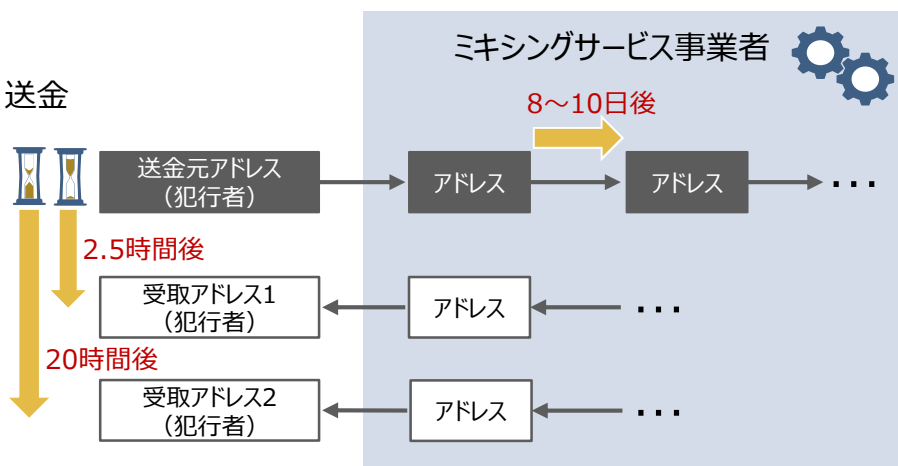 ミキシングサービス事業者
送金
8～10日後
送金元アドレス
（犯行者）
アドレス
アドレス
・・・
2.5時間後
受取アドレス1
（犯行者）
アドレス
・・・
20時間後
受取アドレス2
（犯行者）
アドレス
・・・